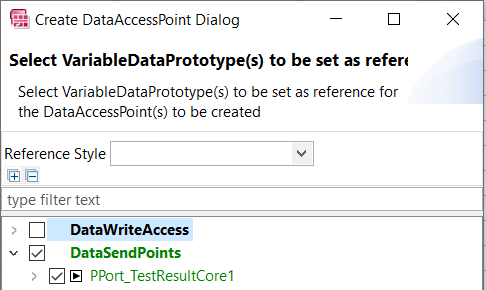 Create DataAccessPoint Dialog
Select VariableDataPrototype(s) to be set as refere
Select VariableDataPrototype(s) to be set as reference for
the DataAccessPoint(s) to be created
Reference Style
type filter text
DataWriteAccess
DataSendPoints
PPort_TestResultCore1